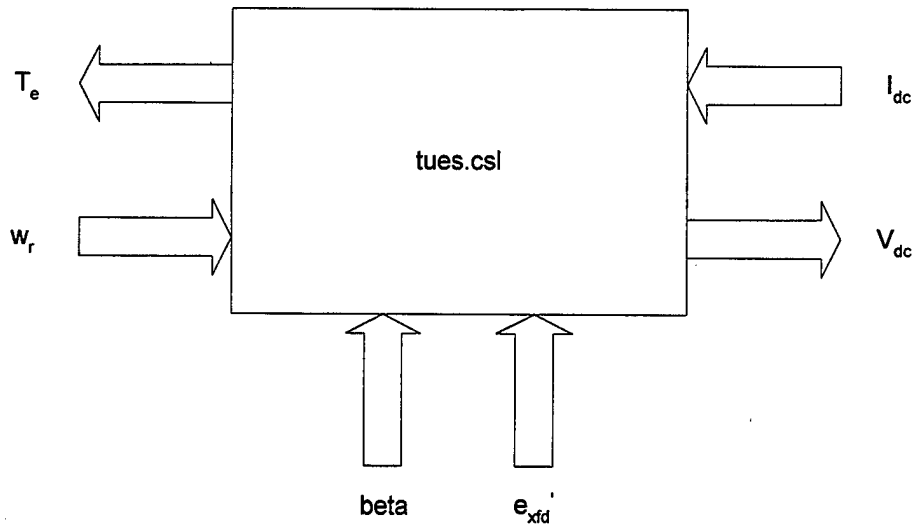 T_e
I_dc
tues.csl
w_r
V_dc
beta
e_xfd'